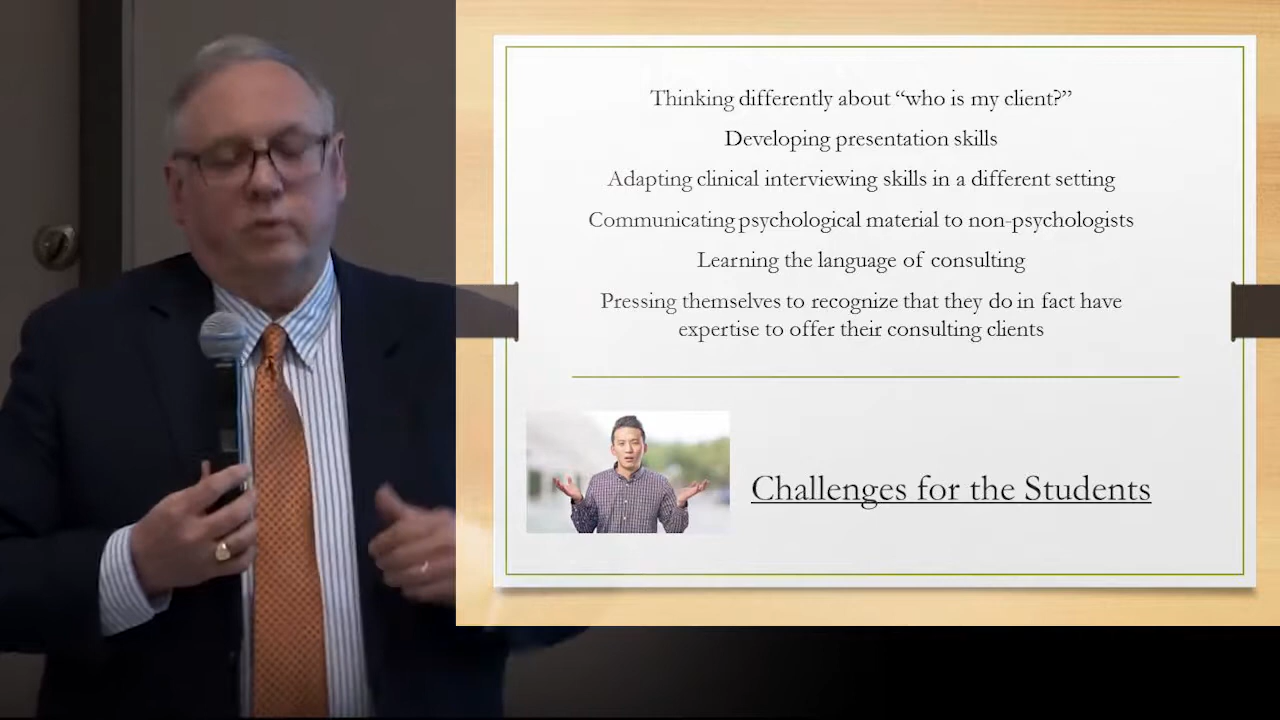 Thinking differently about “who is my client?”
Developing presentation skills
Adapting clinical interviewing skills in a different setting
Communicating psychological material to non-psychologists
Learning the language of consulting
Pressing themselves to recognize that they do in fact have
expertise to offer their consulting clients
Challenges for the Students